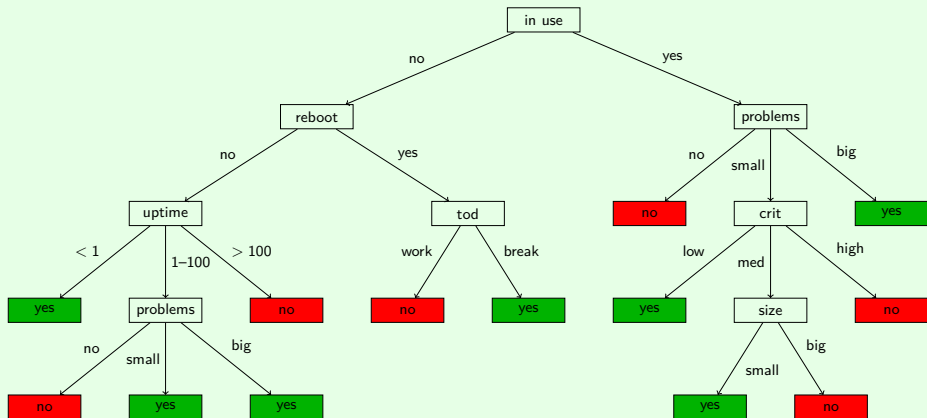 in use
no
yes
reboot
problems
no
yes
no
small
big
uptime
tod
no
crit
yes
< 1
1–100
> 100
work
break
low
med
high
yes
problems
no
no
yes
yes
size
no
no
small
big
small
big
no
yes
yes
yes
no